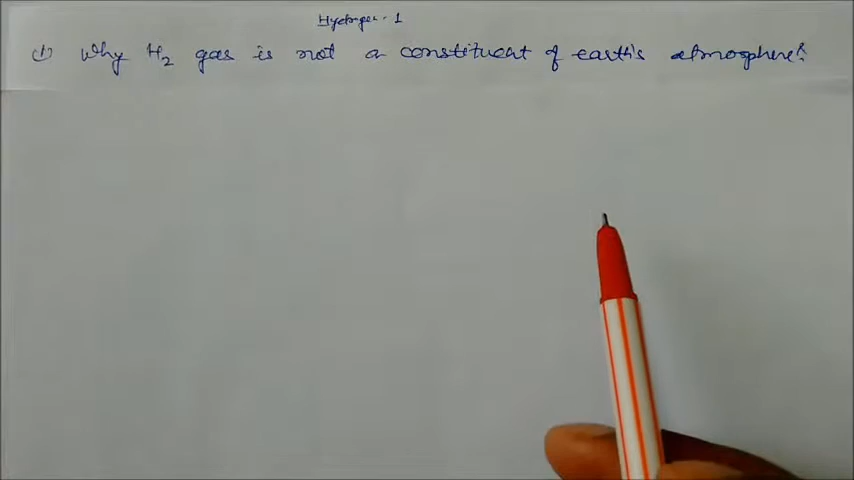 Hydrogen - 1
(1) Why H₂ gas is not a constituent of earth's atmosphere?